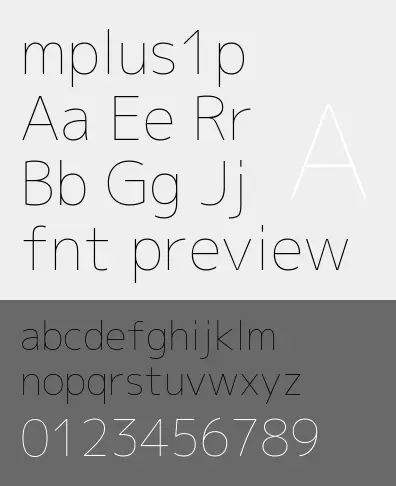 mplus1p
Aa Ee Rr
A
Bb Gg Jj
fnt preview
abcdefghijklm
nopqrstuvwxyz
0123456789